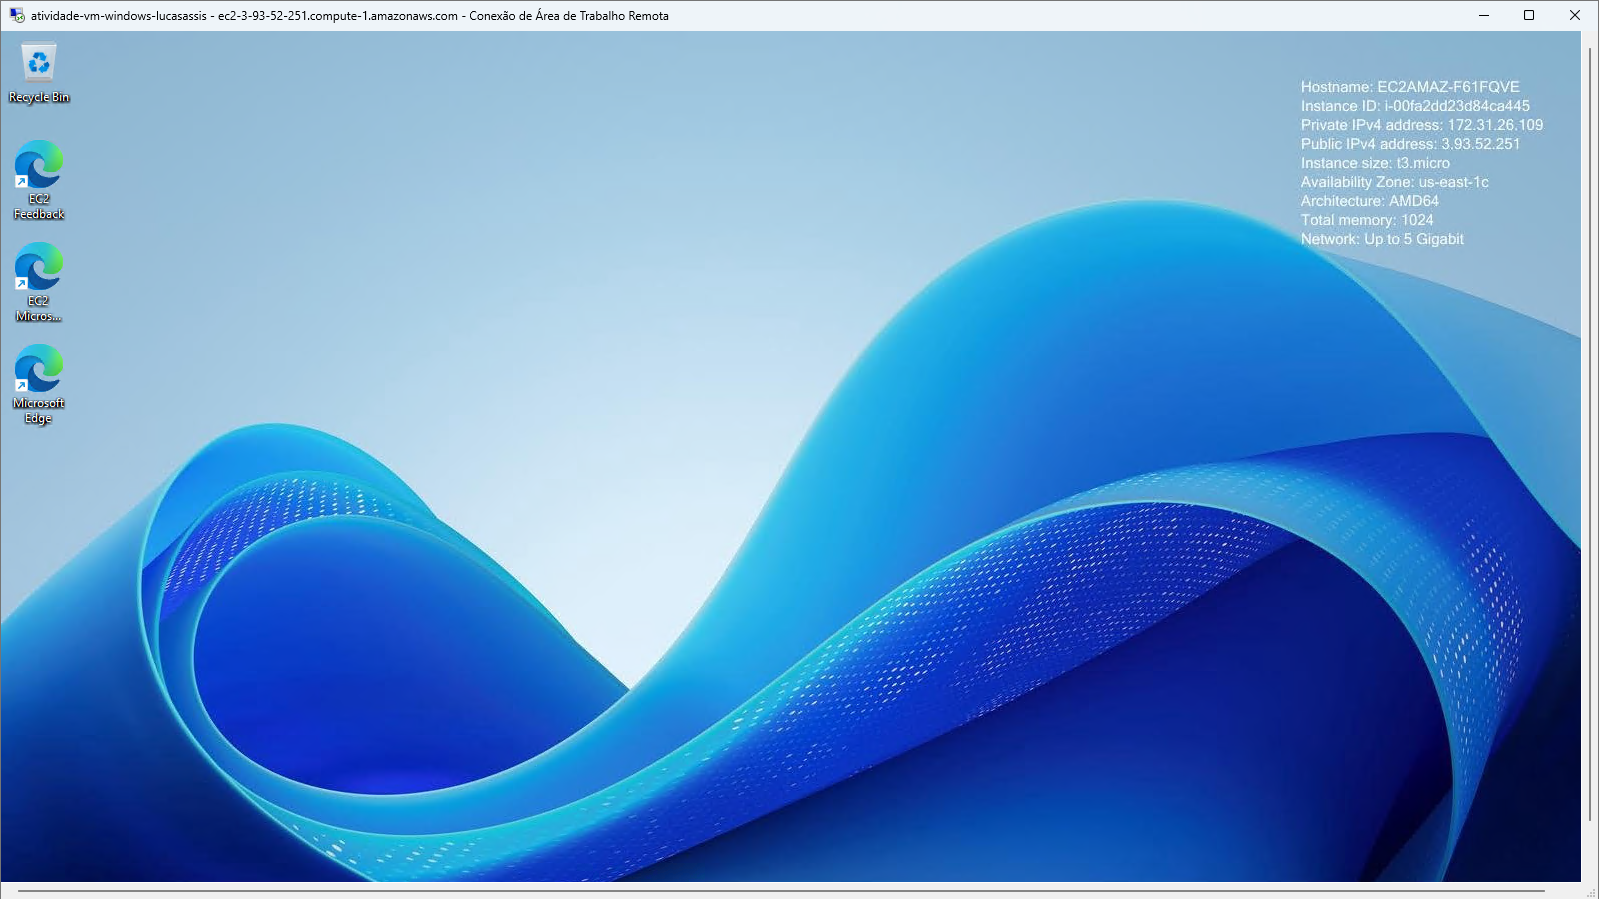 atividade-vm-windows-lucasassis - ec2-3-93-52-251.compute-1.amazonaws.com - Conexão de Área de Trabalho Remota
Recycle Bin
EC2
Feedback
EC2
Micros...
Microsoft
Edge
Hostname: EC2AMAZ-F61FQVE
Instance ID: i-00fa2dd23d84ca445
Private IPv4 address: 172.31.26.109
Public IPv4 address: 3.93.52.251
Instance size: t3.micro
Availability Zone: us-east-1c
Architecture: AMD64
Total memory: 1024
Network: Up to 5 Gigabit